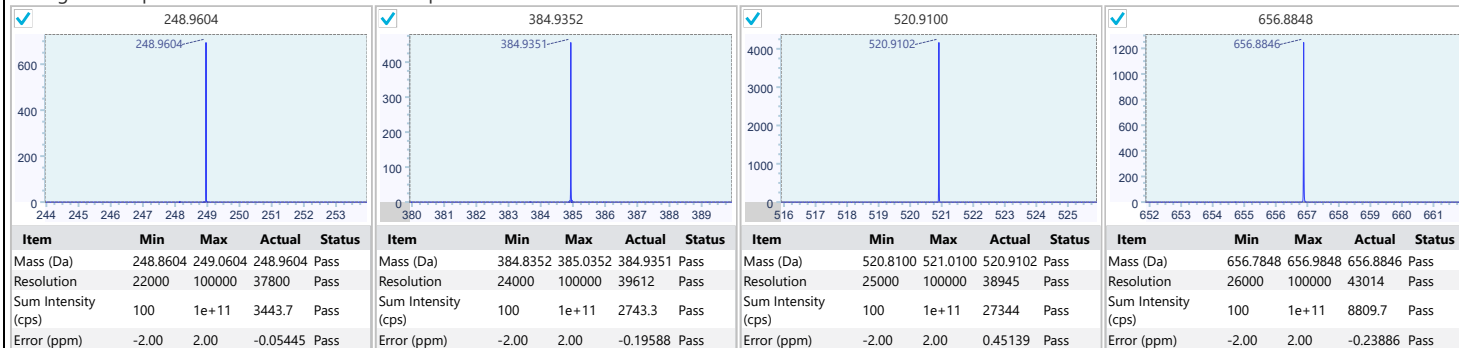 248.9604
248.9604
600
400
200
0
244 245 246 247 248 249 250 251 252 253
Item Min Max Actual Status
Mass (Da) 248.8604 249.0604 248.9604 Pass
Resolution 22000 100000 37800 Pass
Sum Intensity (cps) 100 1e+11 3443.7 Pass
Error (ppm) -2.00 2.00 -0.05445 Pass
384.9352
384.9351
400
300
200
100
0
380 381 382 383 384 385 386 387 388 389
Item Min Max Actual Status
Mass (Da) 384.8352 385.0352 384.9351 Pass
Resolution 24000 100000 39612 Pass
Sum Intensity (cps) 100 1e+11 2743.3 Pass
Error (ppm) -2.00 2.00 -0.19588 Pass
520.9100
520.9102
4000
3000
2000
1000
0
516 517 518 519 520 521 522 523 524 525
Item Min Max Actual Status
Mass (Da) 520.8100 521.0100 520.9102 Pass
Resolution 25000 100000 38945 Pass
Sum Intensity (cps) 100 1e+11 27344 Pass
Error (ppm) -2.00 2.00 0.45139 Pass
656.8848
656.8846
1200
1000
800
600
400
200
0
652 653 654 655 656 657 658 659 660 661
Item Min Max Actual Status
Mass (Da) 656.7848 656.9848 656.8846 Pass
Resolution 26000 100000 43014 Pass
Sum Intensity (cps) 100 1e+11 8809.7 Pass
Error (ppm) -2.00 2.00 -0.23886 Pass